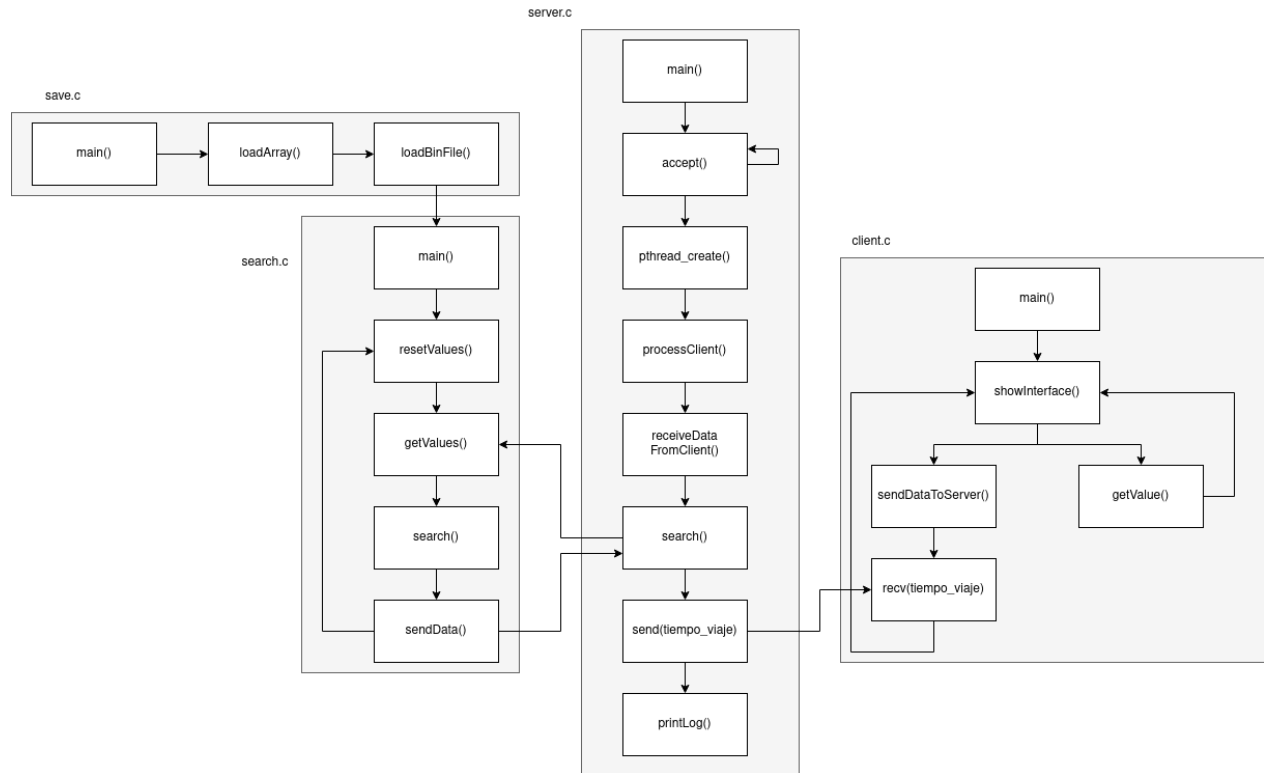 server.c
main()
save.c
main()
loadArray()
loadBinFile()
accept()
search.c
main()
pthread_create()
client.c
main()
resetValues()
processClient()
showInterface()
getValues()
receiveData
FromClient()
sendDataToServer()
getValue()
search()
search()
recv(tiempo_viaje)
sendData()
send(tiempo_viaje)
printLog()